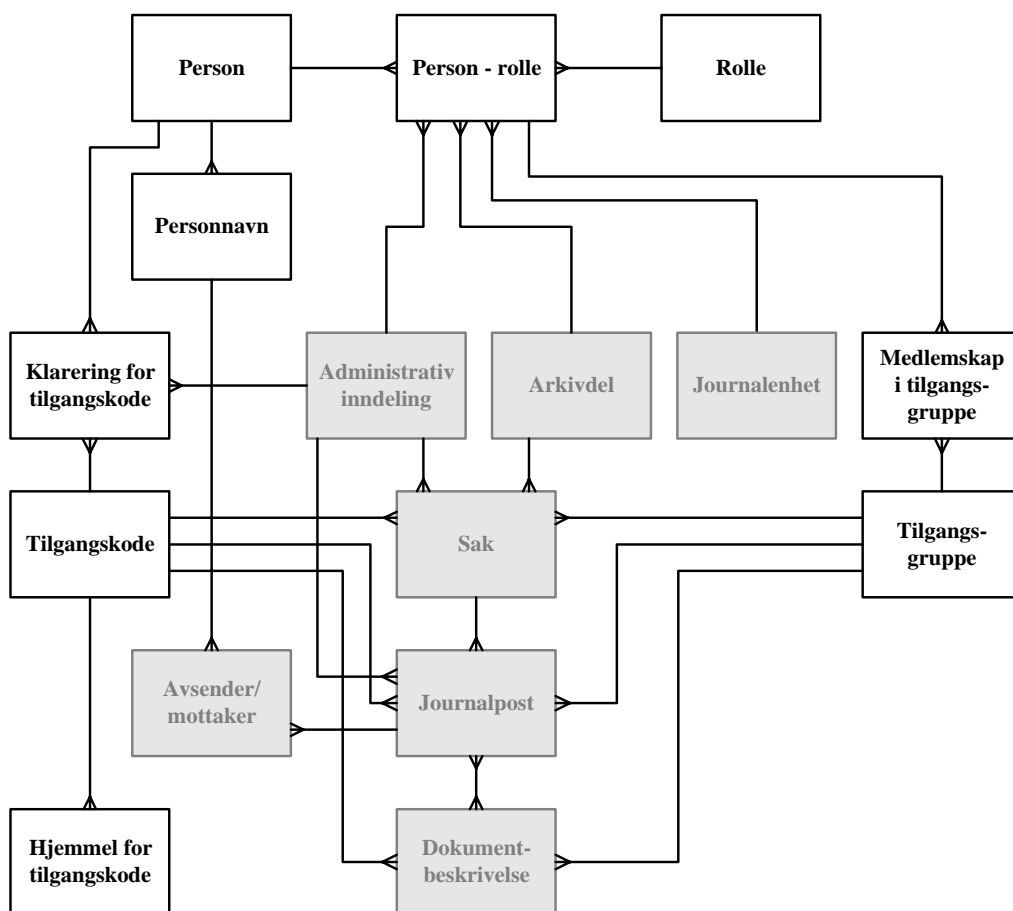 Person
Person - rolle
Rolle
Personnavn
Klarering for
tilgangskode
Administrativ
inndeling
Arkivdel
Journalenhet
Medlemskap
i tilgangs-
gruppe
Tilgangskode
Sak
Tilgangs-
gruppe
Avsender/
mottaker
Journalpost
Hjemmel for
tilgangskode
Dokument-
beskrivelse